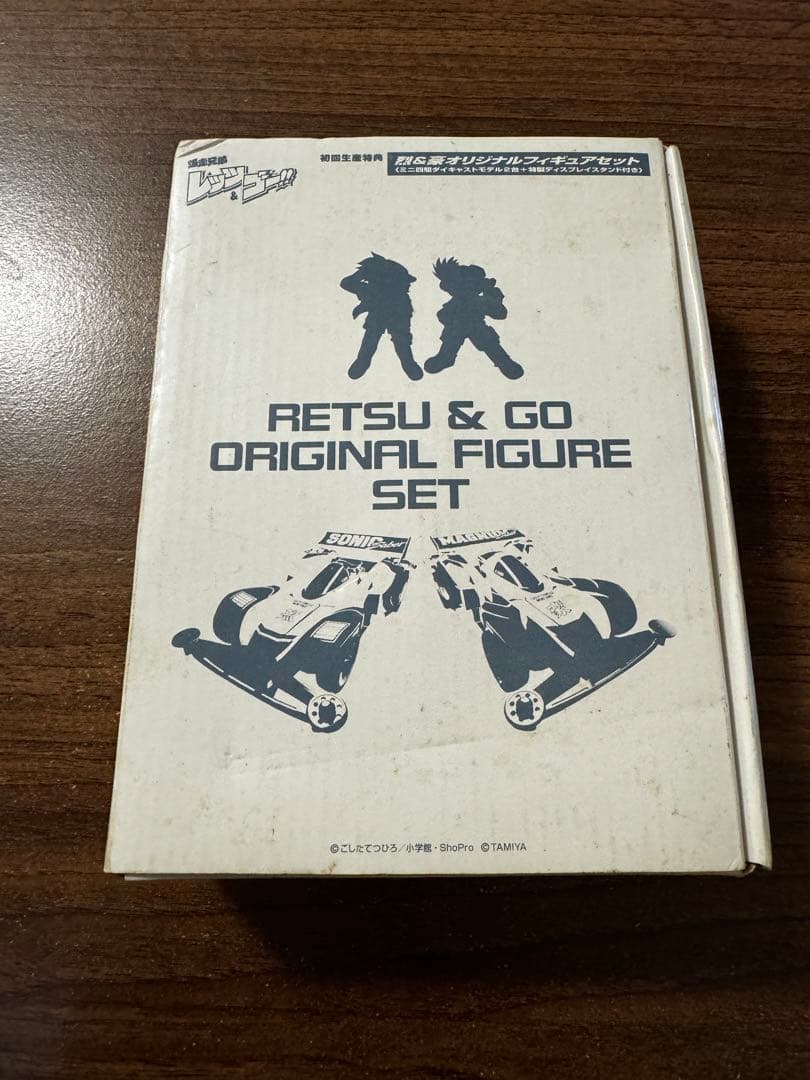 爆走兄弟
レッツ
&
ゴー!!
初回生産特典
烈&豪オリジナルフィギュアセット
(ミニ四駆ダイキャストモデル2台+特製ディスプレイスタンド付き)
RETSU & GO
ORIGINAL FIGURE
SET
SONIC Saber
MAGNUM
©こしたてつひろ/小学館・ShoPro ©TAMIYA